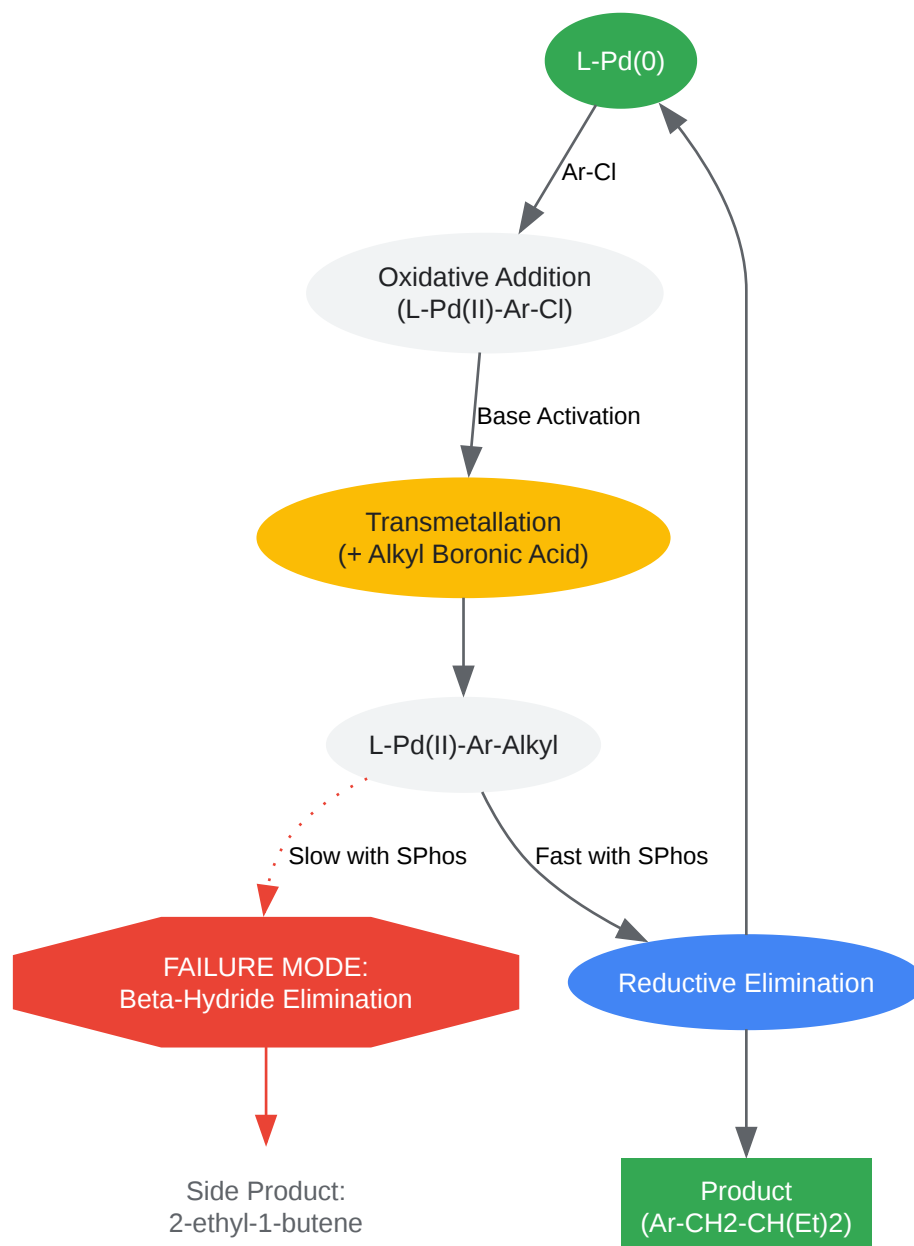 L-Pd(0)
Ar-Cl
Oxidative Addition
(L-Pd(II)-Ar-Cl)
Base Activation
Transmetallation
(+ Alkyl Boronic Acid)
L-Pd(II)-Ar-Alkyl
Slow with SPhos
Fast with SPhos
FAILURE MODE:
Beta-Hydride Elimination
Reductive Elimination
Side Product:
2-ethyl-1-butene
Product
(Ar-CH2-CH(Et)2)